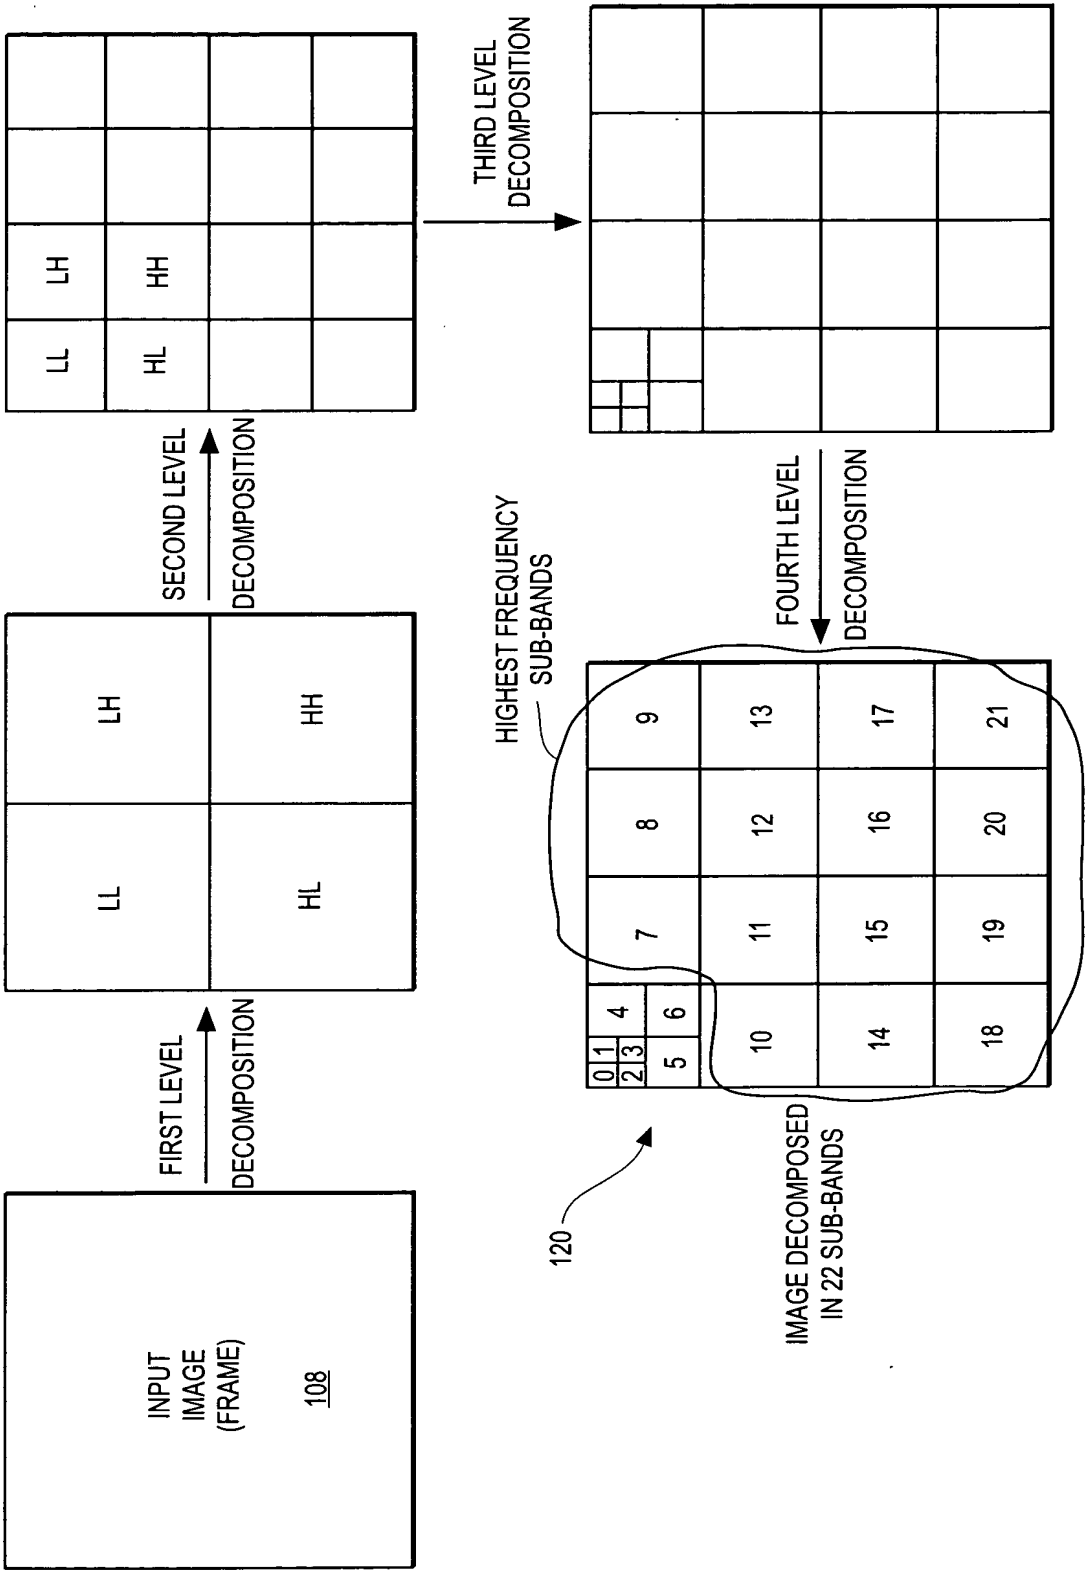 INPUT
IMAGE
(FRAME)
108
FIRST LEVEL
DECOMPOSITION
LL
LH
HL
HH
SECOND LEVEL
DECOMPOSITION
LL
LH
HL
HH
THIRD LEVEL
DECOMPOSITION
FOURTH LEVEL
DECOMPOSITION
HIGHEST FREQUENCY
SUB-BANDS
0 1
2 3
4
5 6
7 8 9
10 11 12 13
14 15 16 17
18 19 20 21
120
IMAGE DECOMPOSED
IN 22 SUB-BANDS